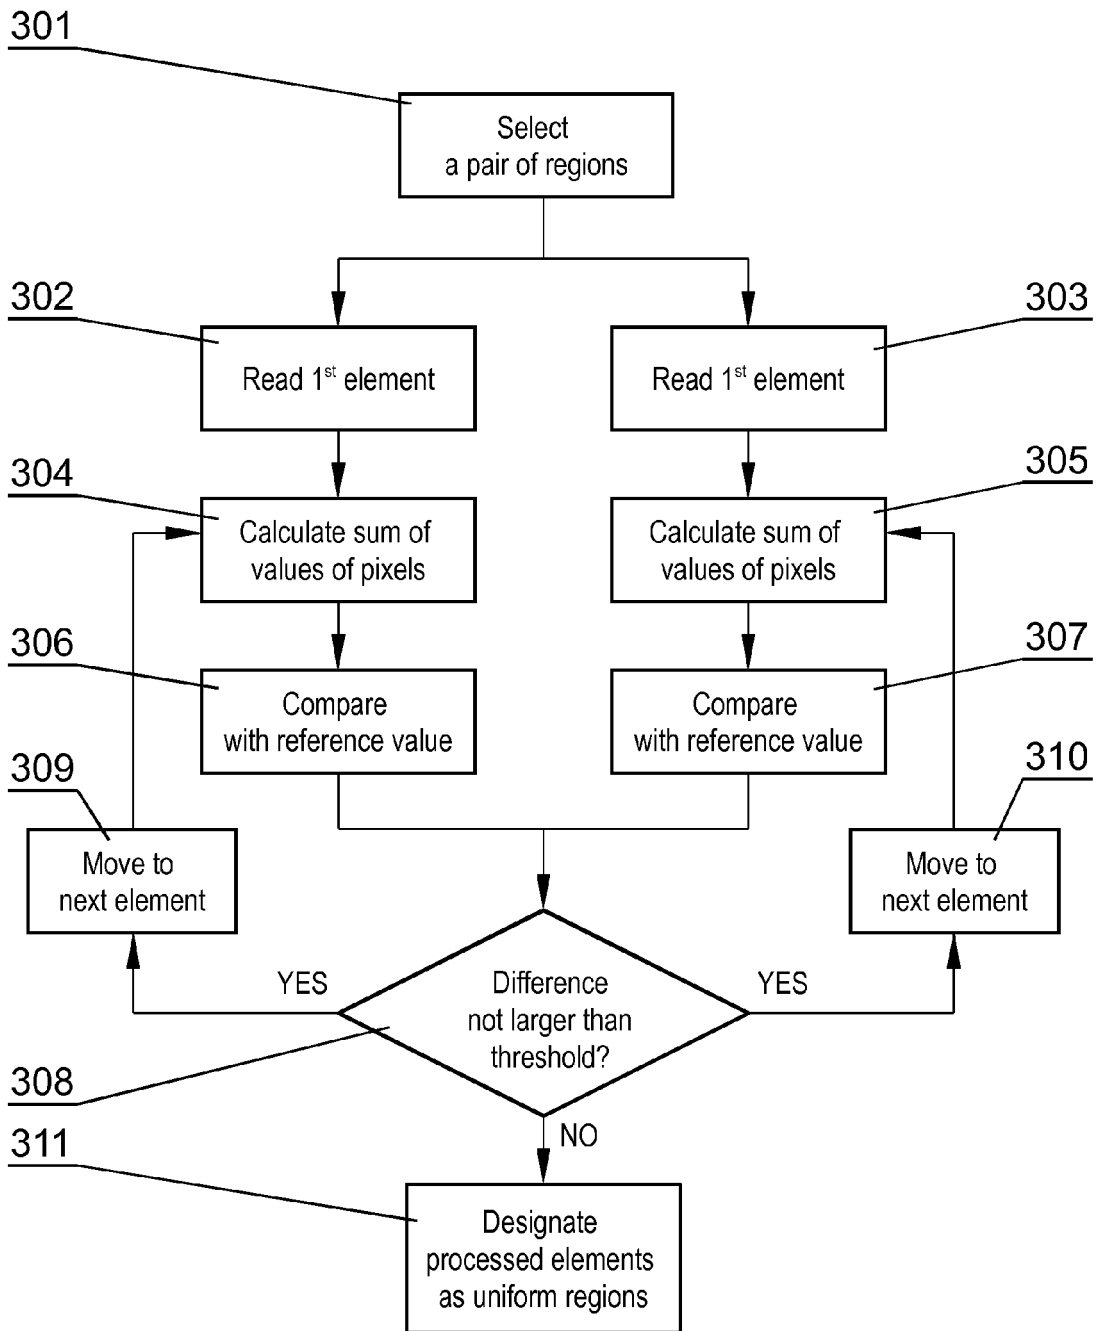 301
Select
a pair of regions
302
303
Read 1st element
Read 1st element
304
305
Calculate sum of
values of pixels
Calculate sum of
values of pixels
306
307
Compare
with reference value
Compare
with reference value
309
310
Move to
next element
Move to
next element
YES
Difference
not larger than
threshold?
YES
308
NO
311
Designate
processed elements
as uniform regions